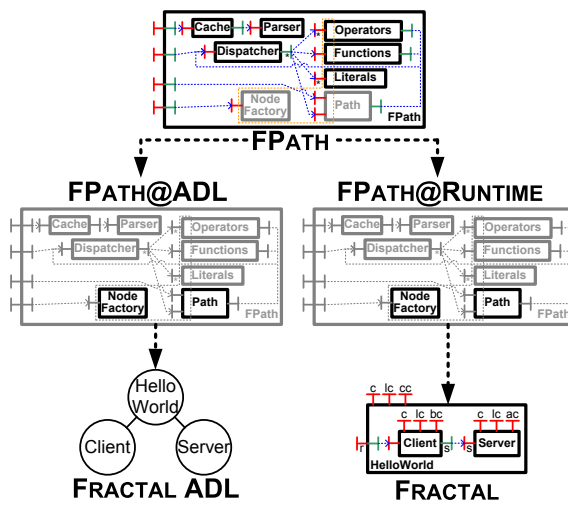 Cache Parser Operators
Dispatcher Functions
*
*
Literals
*
Node
Factory
Path
FPath
FPATH
FPATH@ADL FPATH@RUNTIME
Cache Parser Operators
Dispatcher Functions
*
*
Literals
*
Node
Factory
Path
FPath
Cache Parser Operators
Dispatcher Functions
*
*
Literals
*
Node
Factory
Path
FPath
Hello
World
Client Server
FRACTAL ADL
c lc cc
c lc bc c lc ac
r Client s s Server
HelloWorld
FRACTAL